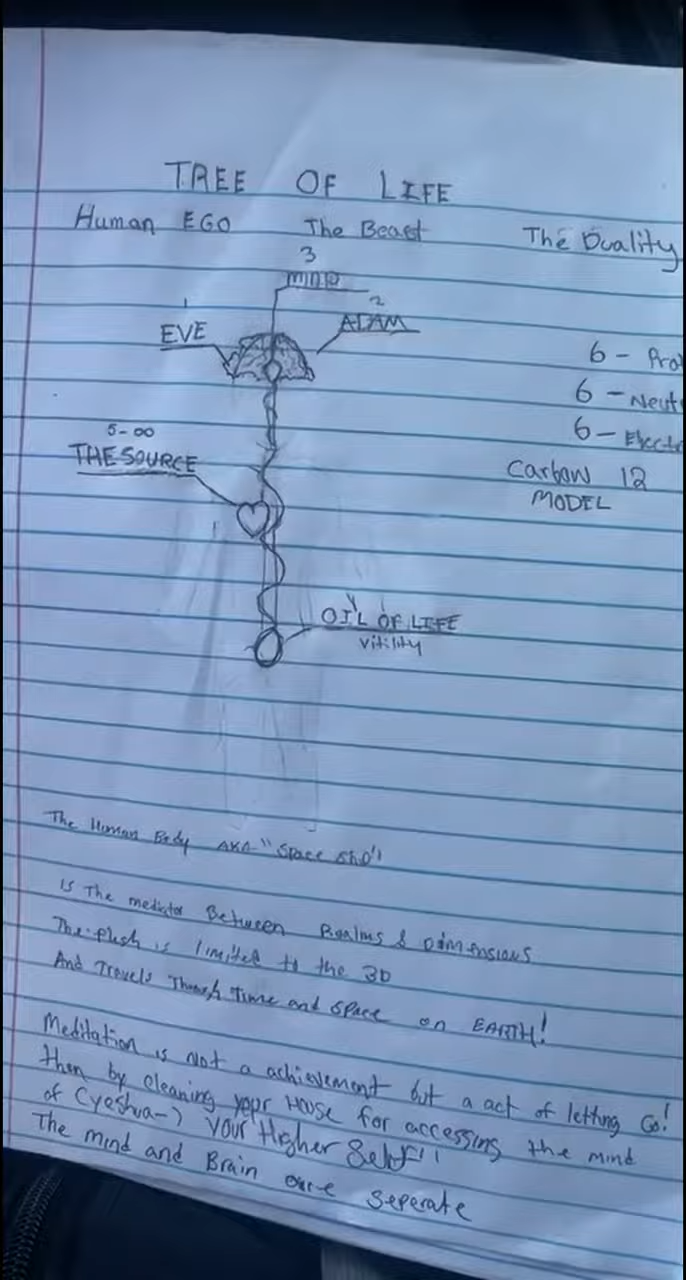 TREE OF LIFE
Human EGO The Beast The Duality
3
MIND
1
EVE
2
ADAM
6 - Pro
6 - Neut
6 - Elect
Carbon 12
MODEL
5-∞
THE SOURCE
OIL OF LIFE
Vitility
The Human Body AKA "Space
is The mediator Between Realms & Dimensions
The flesh is limited to the 3D
And Travels Through Time and Space on EARTH!
Meditation is not a achievement but a act of letting Go!
then by cleaning your House for accessing the mind
of (Yeshua-) your "Higher Self"
The mind and Brain are seperate